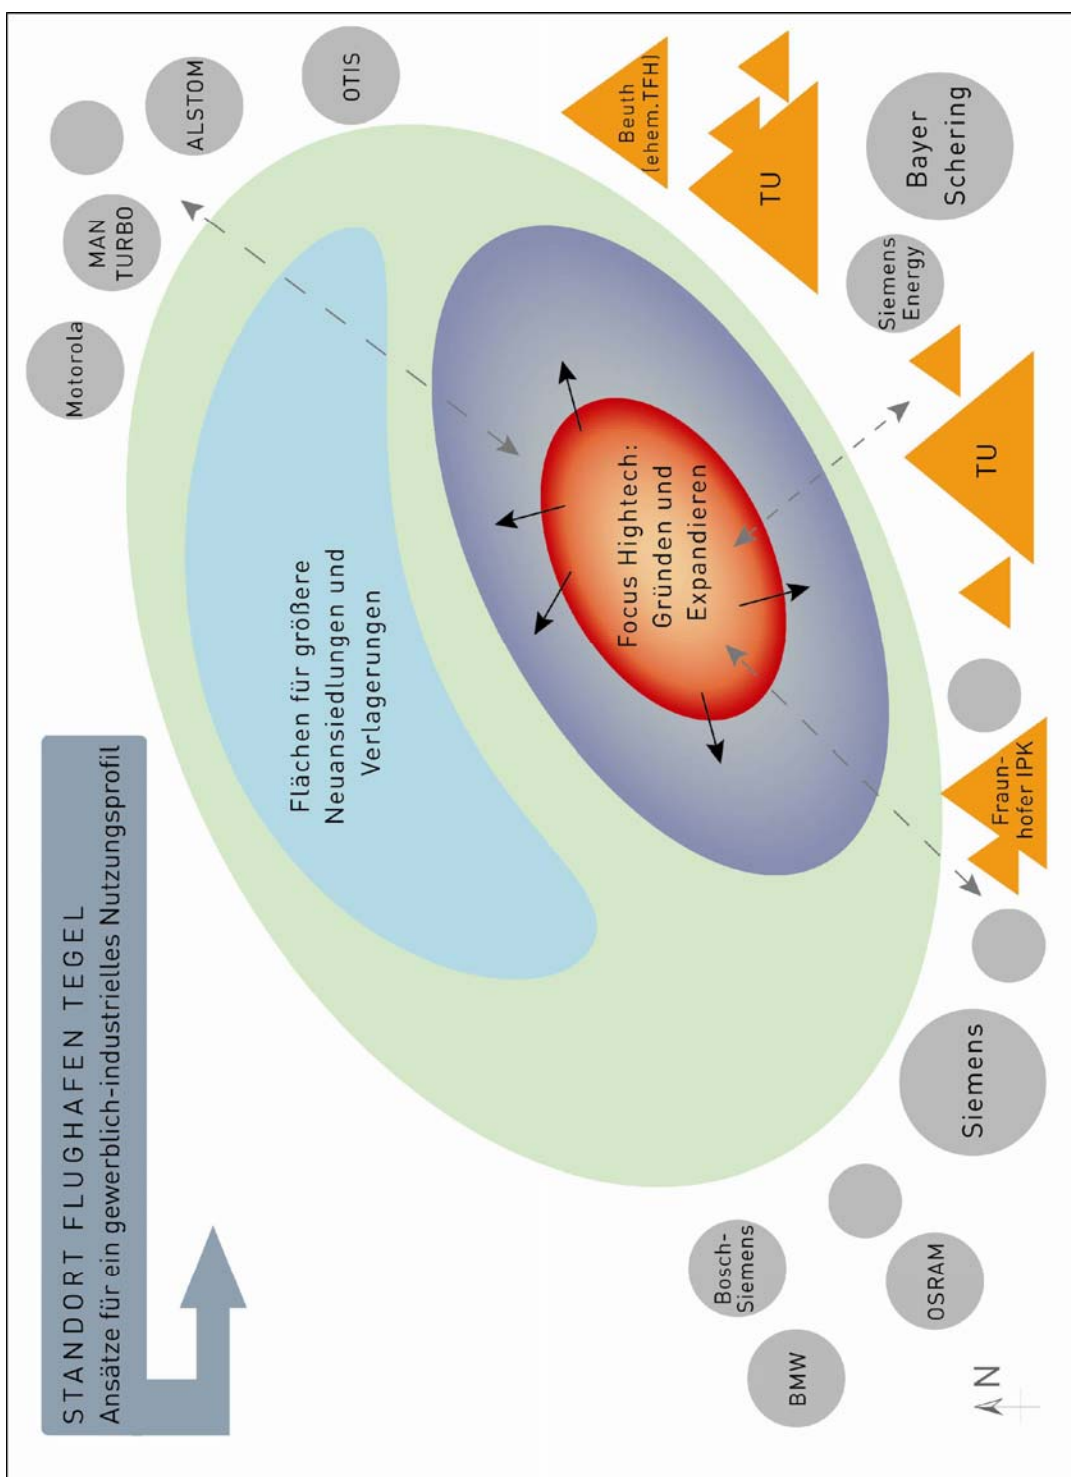 STANDORT FLUGHAFEN TEGEL
Ansätze für ein gewerblich-industrielles Nutzungsprofil
Motorola
MAN
TURBO
ALSTOM
OTIS
Flächen für größere
Neuansiedlungen und
Verlagerungen
Focus Hightech:
Gründen und
Expandieren
Beuth
(ehem.TFH)
TU
Bayer
Schering
Siemens
Energy
TU
Fraun-
hofer IPK
Siemens
Bosch-
Siemens
OSRAM
BMW
N